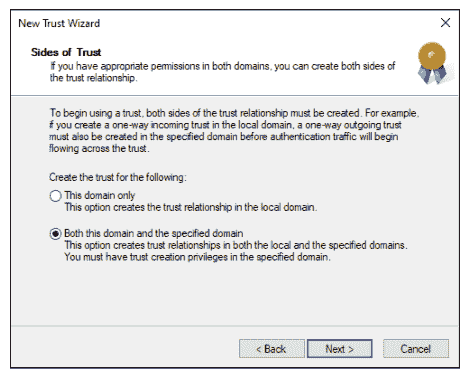 New Trust Wizard
Sides of Trust
If you have appropriate permissions in both domains, you can create both sides of
the trust relationship.
To begin using a trust, both sides of the trust relationship must be created. For example,
if you create a one-way incoming trust in the local domain, a one-way outgoing trust
must also be created in the specified domain before authentication traffic will begin
flowing across the trust.
Create the trust for the following:
This domain only
This option creates the trust relationship in the local domain.
Both this domain and the specified domain
This option creates trust relationships in both the local and the specified domains.
You must have trust creation privileges in the specified domain.
< Back Next > Cancel